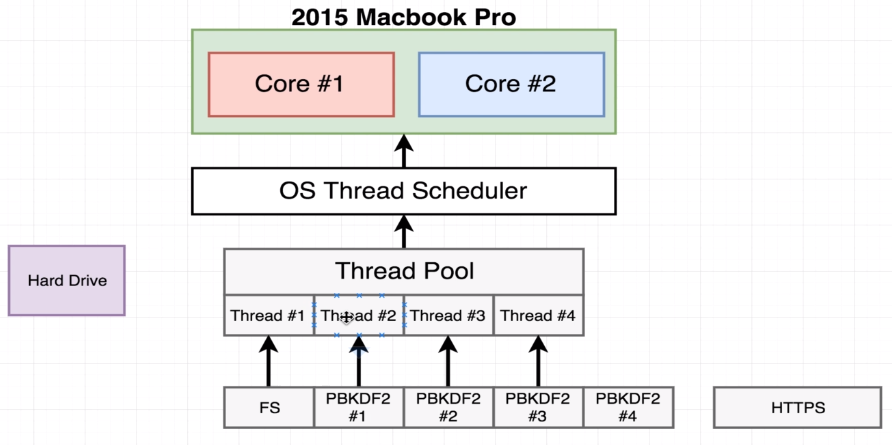 2015 Macbook Pro
Core #1
Core #2
OS Thread Scheduler
Hard Drive
Thread Pool
Thread #1
Thread #2
Thread #3
Thread #4
FS
PBKDF2
#1
PBKDF2
#2
PBKDF2
#3
PBKDF2
#4
HTTPS